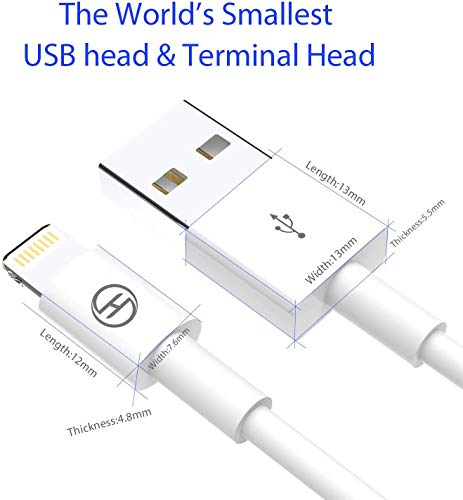 The World’s Smallest
USB head & Terminal Head
Length:13mm
Thickness:5.5mm
Width:13mm
Width:7.6mm
Length:12mm
Thickness:4.8mm